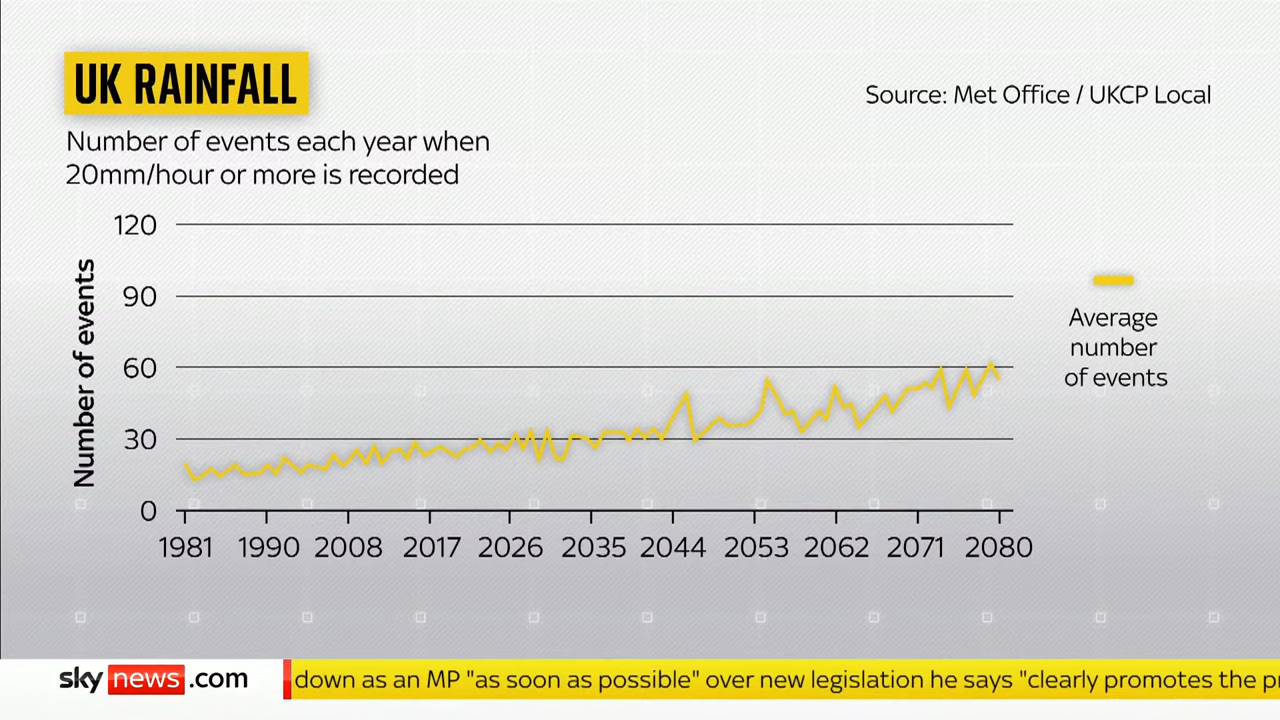 UK RAINFALL
Source: Met Office / UKCP Local
Number of events each year when
20mm/hour or more is recorded
120
90
60
30
0
Number of events
Average
number
of events
1981 1990 2008 2017 2026 2035 2044 2053 2062 2071 2080
sky news .com
down as an MP "as soon as possible" over new legislation he says "clearly promotes the